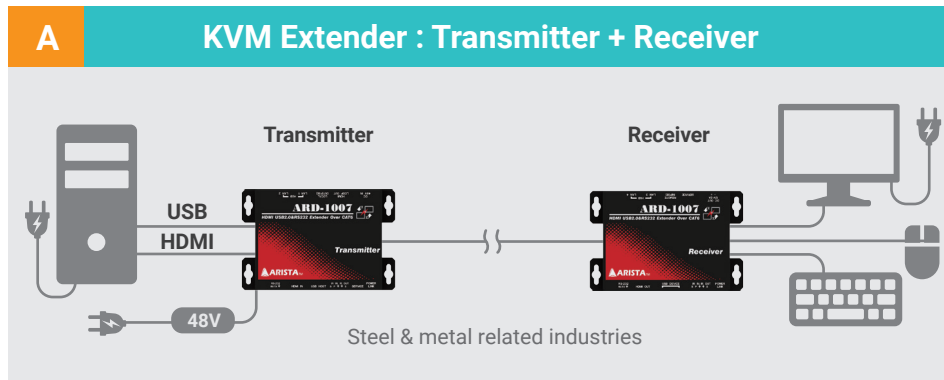 A
KVM Extender : Transmitter + Receiver
Transmitter
Receiver
USB
HDMI
48V
ARD-1007
HDMI USB2.0&RS232 Extender Over CAT6
Transmitter
ARISTA
ARD-1007
HDMI USB2.0&RS232 Extender Over CAT6
Receiver
ARISTA
Steel & metal related industries